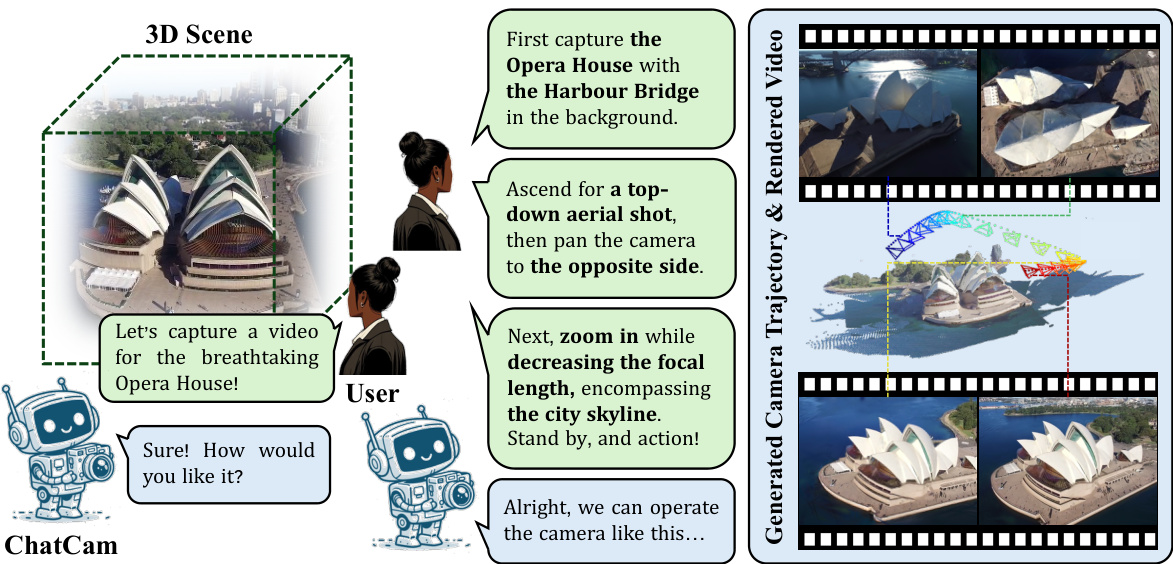 3D Scene
Let's capture a video
for the breathtaking
Opera House!
User
Sure! How would
you like it?
ChatCam
First capture the
Opera House with
the Harbour Bridge
in the background.
Ascend for a top-
down aerial shot,
then pan the camera
to the opposite side.
Next, zoom in while
decreasing the focal
length, encompassing
the city skyline.
Stand by, and action!
Alright, we can operate
the camera like this...
Generated Camera Trajectory & Rendered Video